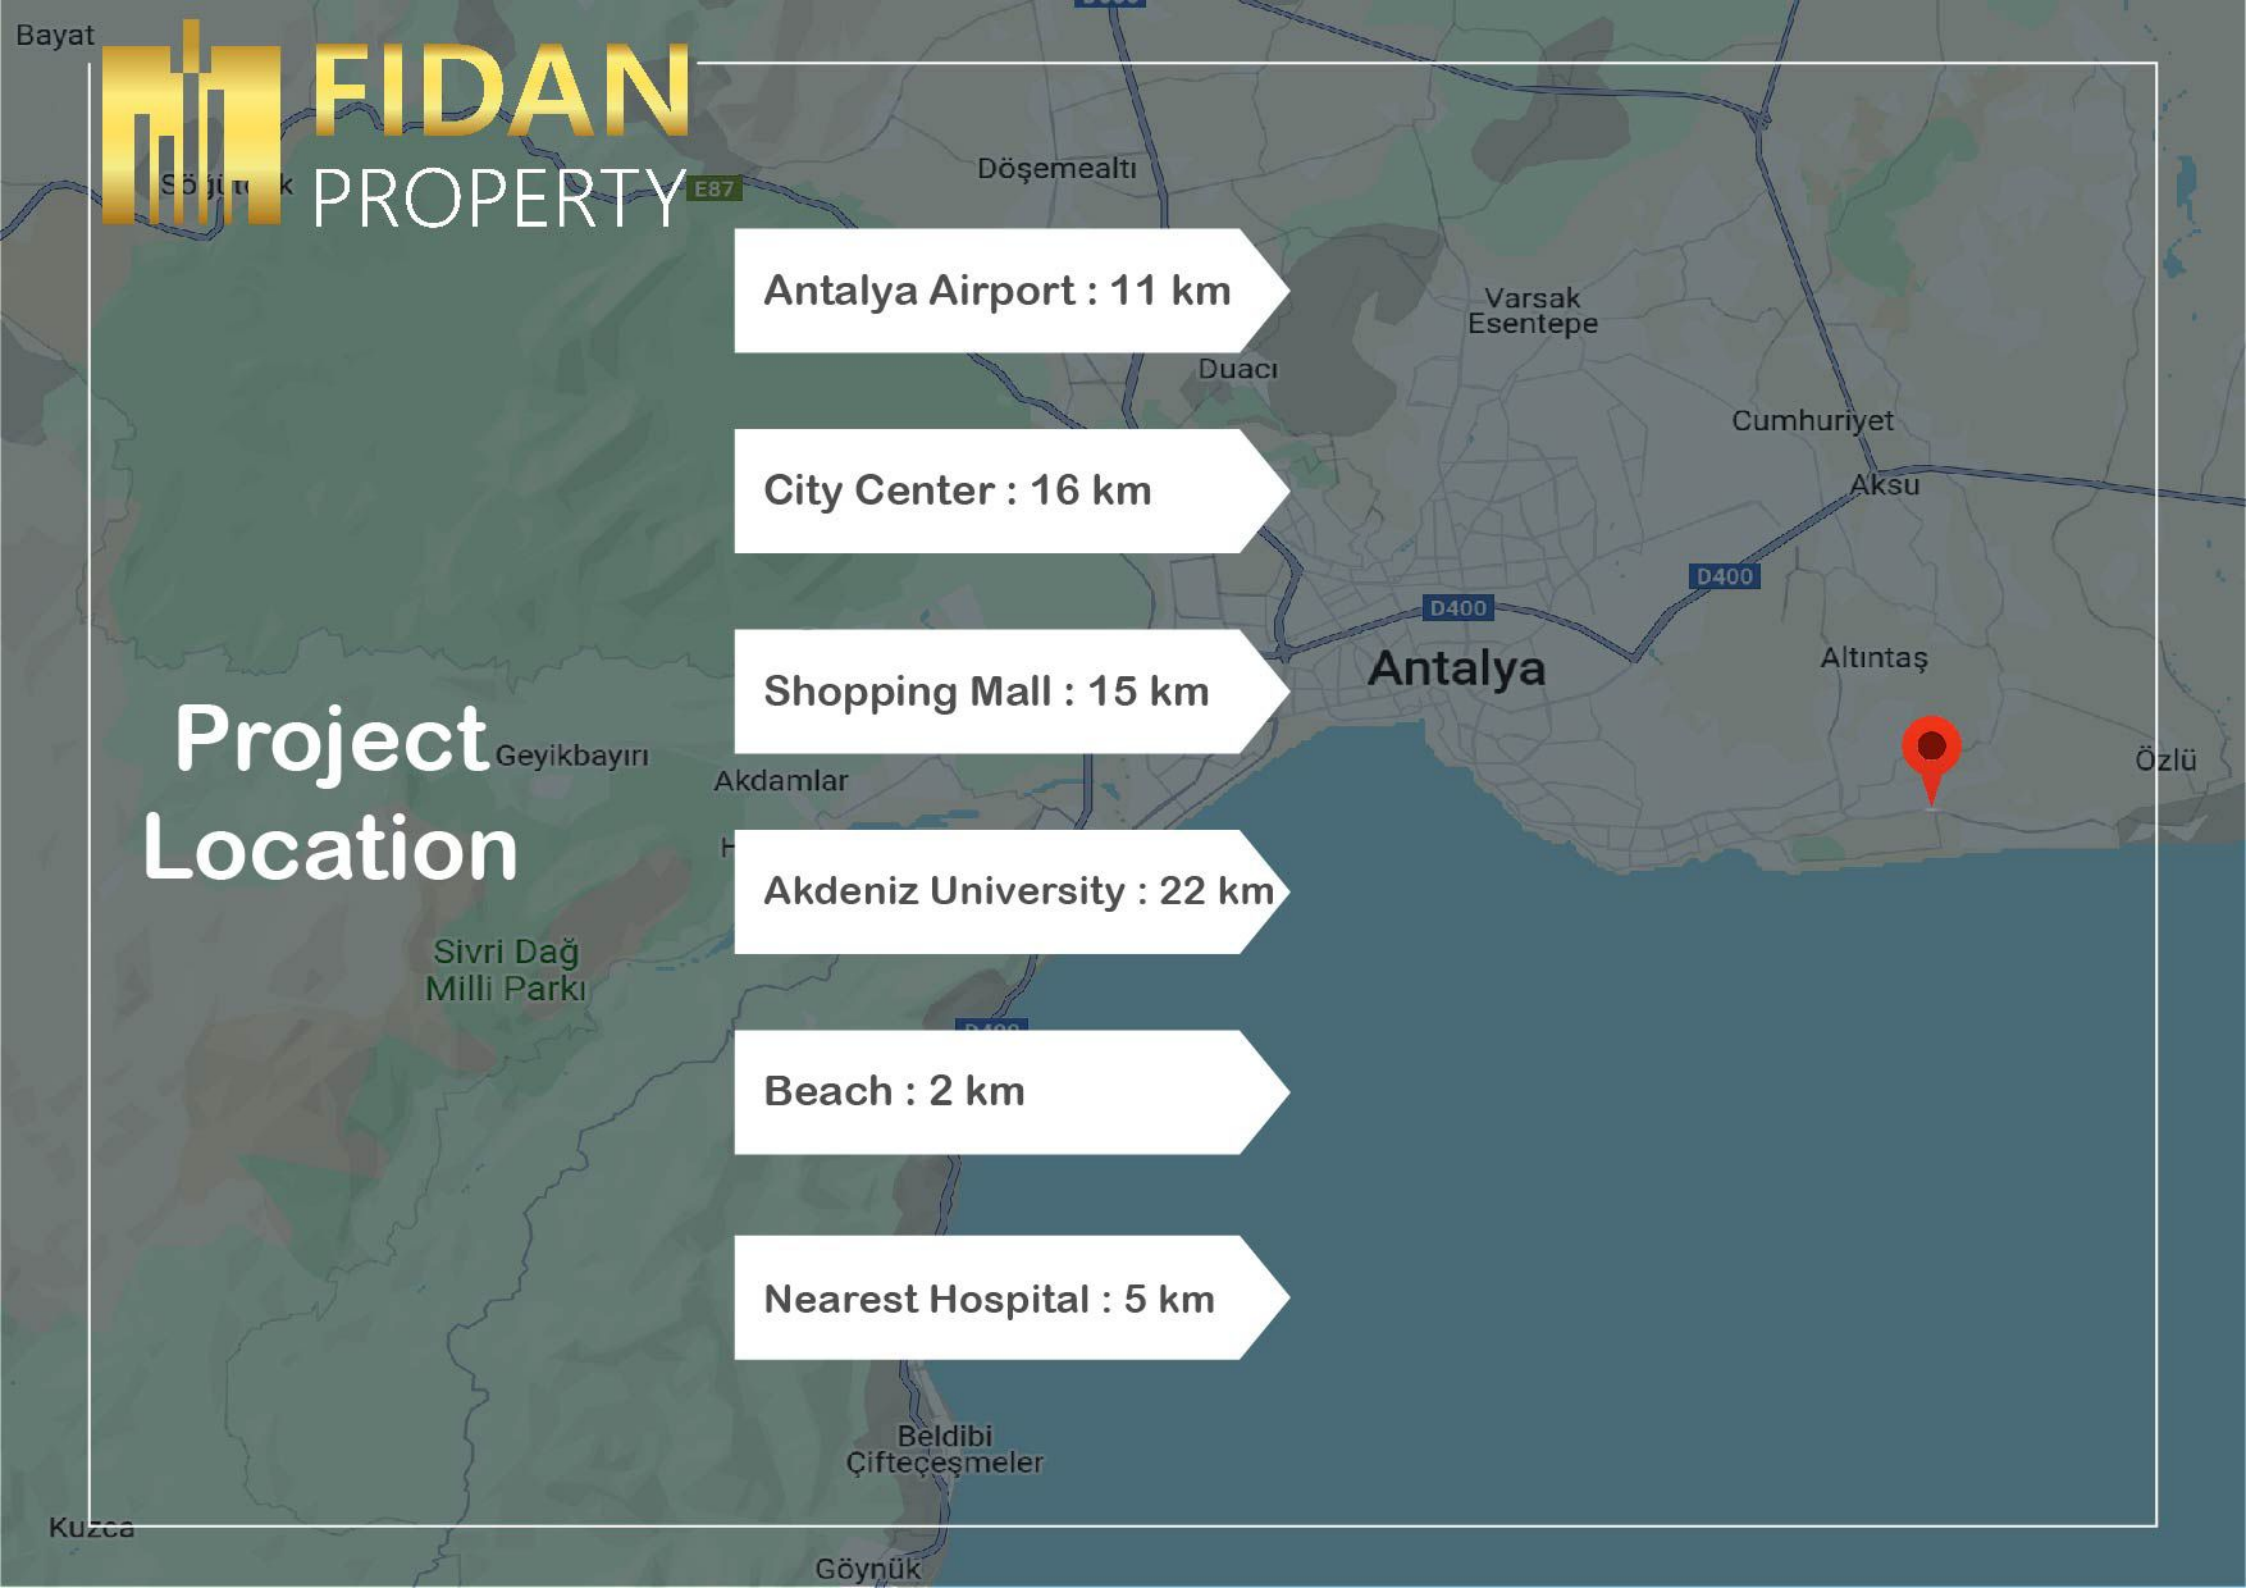 Bayat
FIDAN
PROPERTY
E87
Döşemealtı
Antalya Airport : 11 km
Varsak
Esentepe
Duacı
Cumhuriyet
Aksu
City Center : 16 km
D400
D400
Antalya
Altıntaş
Shopping Mall : 15 km
Project
Location
Geyikbayırı
Akdamlar
Özlü
Akdeniz University : 22 km
Sivri Dağ
Milli Parkı
Beach : 2 km
Nearest Hospital : 5 km
Beldibi
Çifteçeşmeler
Kuzca
Göynük